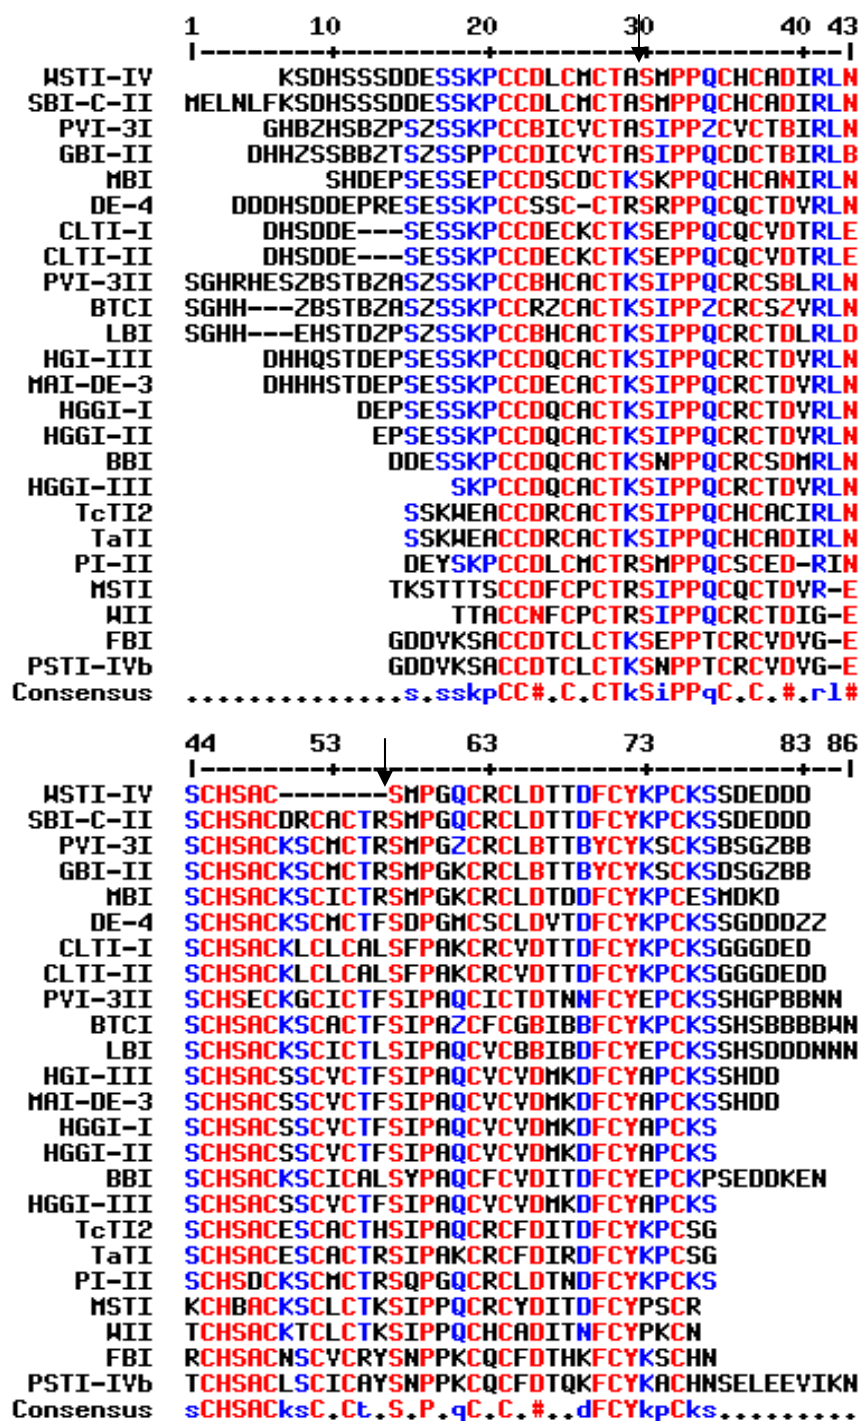 1 10 20 30 40 43
|--------+---------+---------+---------+--|
WSTI-IV KSDHSSSDDESSKPCCDLCMCTASMPPQCHCADIRLN
SBI-C-II MELNLFKSDHSSSDDESSKPCCDLCMCTASMPPQCHCADIRLN
PVI-3I GHBZHSBZPSZSSKPCCBICVCTASIPPZCVCTBIRLN
GBI-II DHHZSSBBZTSZSSPPCCDICVCTASIPPQCDCTBIRLB
MBI SHDEPSESSEPCCDSCDCTKSKPPQCHCANIRLN
DE-4 DDDHSDDEPRESESSKPCCSSC-CTRSRPPQCQCTDVRLN
CLTI-I DHSDDE---SESSKPCCDECKCTKSEPPQCQCVDTRLE
CLTI-II DHSDDE---SESSKPCCDECKCTKSEPPQCQCVDTRLE
PVI-3II SGHRHESZBSTBZASZSSKPCCBHCACTKSIPPQCRCSBLRLN
BTCI SGHH---ZBSTBZASZSSKPCCRZCACTKSIPPZCRCSZVRLN
LBI SGHH---EHSTDZPSZSSKPCCBHCACTKSIPPQCRCTDLRLD
HGI-III DHHQSTDEPSESSKPCCDQCACTKSIPPQCRCTDVRLN
MAI-DE-3 DHHHSTDEPSESSKPCCDECACTKSIPPQCRCTDVRLN
HGGI-I DEPSESSKPCCDQCACTKSIPPQCRCTDVRLN
HGGI-II EPSESSKPCCDQCACTKSIPPQCRCTDVRLN
BBI DDESSKPCCDQCACTKSNPPQCRCSDMRLN
HGGI-III SKPCCDQCACTKSIPPQCRCTDVRLN
TcTI2 SSKWEACCDRCACTKSIPPQCHCACIRLN
TaTI SSKWEACCDRCACTKSIPPQCHCADIRLN
PI-II DEYSKPCCDLCMCTRSMPPQCSCED-RIN
MSTI TKSTTTSCCDFCPCTRSIPPQCQCTDVR-E
WII TTACCNFCPCTRSIPPQCRCTDIG-E
FBI GDDVKSACCDTCLCTKSEPPTCRCVDVG-E
PSTI-IVb GDDVKSACCDTCLCTKSNPPTCRCVDVG-E
Consensus ..............s.sskpCC#.C.CTkSiPPqC.C.#.rl#
44 53 63 73 83 86
|--------+---------+---------+---------+--|
WSTI-IV SCHSAC-------SMPGQCRCLDTTDFCYKPCKSSDEDDD
SBI-C-II SCHSACDRCACTRSMPGQCRCLDTTDFCYKPCKSSDEDDD
PVI-3I SCHSACKSCMCTRSMPGZCRCLBTTBYCYKSCKSBSGZBB
GBI-II SCHSACKSCMCTRSMPGKCRCLBTTBYCYKSCKSDSGZBB
MBI SCHSACKSCICTRSMPGKCRCLDTDDFCYKPCESMDKD
DE-4 SCHSACKSCMCTFSDPGMCSCLDVTDFCYKPCKSSGDDDZZ
CLTI-I SCHSACKLCLCALSFPAKCRCVDTTDFCYKPCKSGGGDED
CLTI-II SCHSACKLCLCALSFPAKCRCVDTTDFCYKPCKSGGGDEDD
PVI-3II SCHSECKGCICTFSIPAQCICTDTNNFCYEPCKSSHGPBBNN
BTCI SCHSACKSCACTFSIPAZCFCGBIBBFCYKPCKSSHSBBBBWN
LBI SCHSACKSCICTLSIPAQCVCBBIBDFCYEPCKSSHSDDDNNN
HGI-III SCHSACSSCVCTFSIPAQCVCVDMKDFCYAPCKSSHDD
MAI-DE-3 SCHSACSSCVCTFSIPAQCVCVDMKDFCYAPCKSSHDD
HGGI-I SCHSACSSCVCTFSIPAQCVCVDMKDFCYAPCKS
HGGI-II SCHSACSSCVCTFSIPAQCVCVDMKDFCYAPCKS
BBI SCHSACKSCICALSYPAQCFCVDITDFCYEPCKPSEDDKEN
HGGI-III SCHSACSSCVCTFSIPAQCVCVDMKDFCYAPCKS
TcTI2 SCHSACESCACTHSIPAQCRCFDITDFCYKPCSG
TaTI SCHSACESCACTRSIPAKCRCFDIRDFCYKPCSG
PI-II SCHSDCKSCMCTRSQPGQCRCLDTNDFCYKPCKS
MSTI KCHBACKSCLCTKSIPPQCRCYDITDFCYPSCR
WII TCHSACKTCLCTKSIPPQCHCADITNFCYPKCN
FBI RCHSACNSCVCRYSNPPKCQCFDTHKFCYKSCHN
PSTI-IVb TCHSACLSCICAYSNPPKCQCFDTQKFCYKACHNSELEEVIKN
Consensus sCHSACksC.Ct.S.P.qC.C.#..dFCYkpCks.........